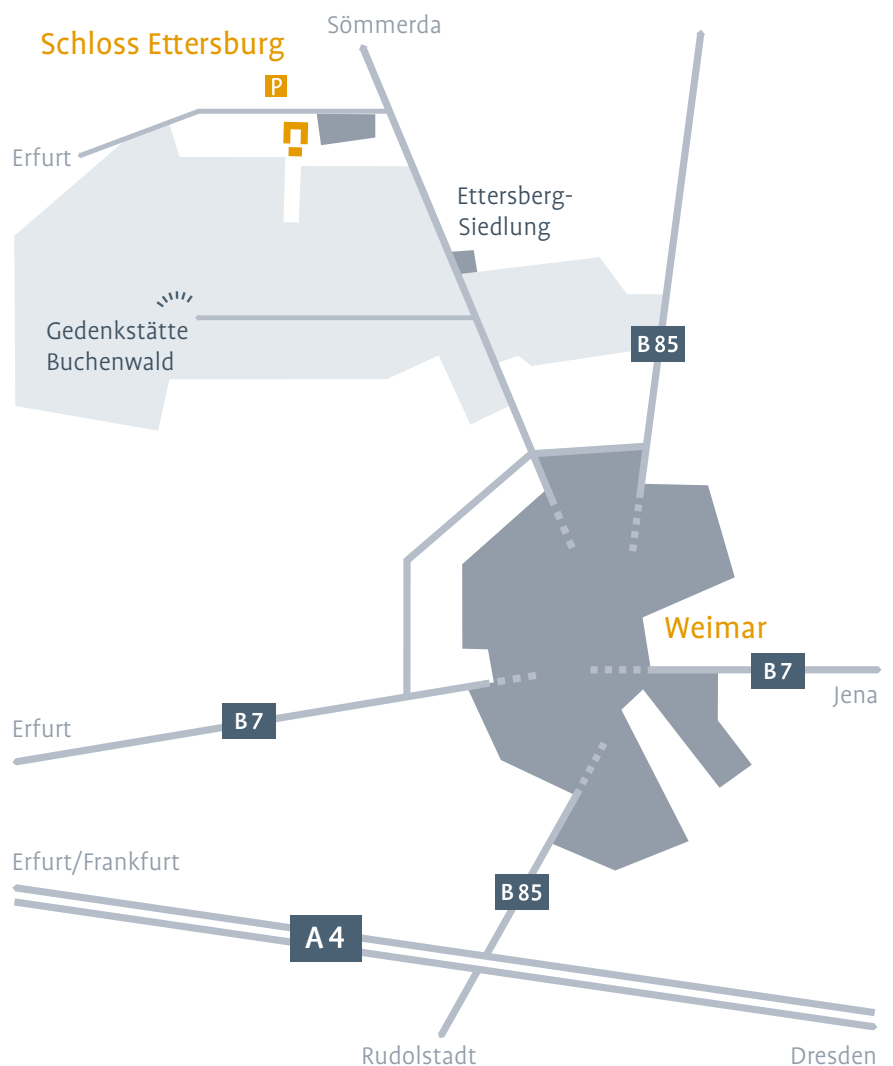 Sömmerda
Schloss Ettersburg
P
Erfurt
Ettersberg-
Siedlung
Gedenkstätte
Buchenwald
B 85
Weimar
B 7
Jena
Erfurt
B 7
Erfurt/Frankfurt
B 85
A 4
Rudolstadt
Dresden